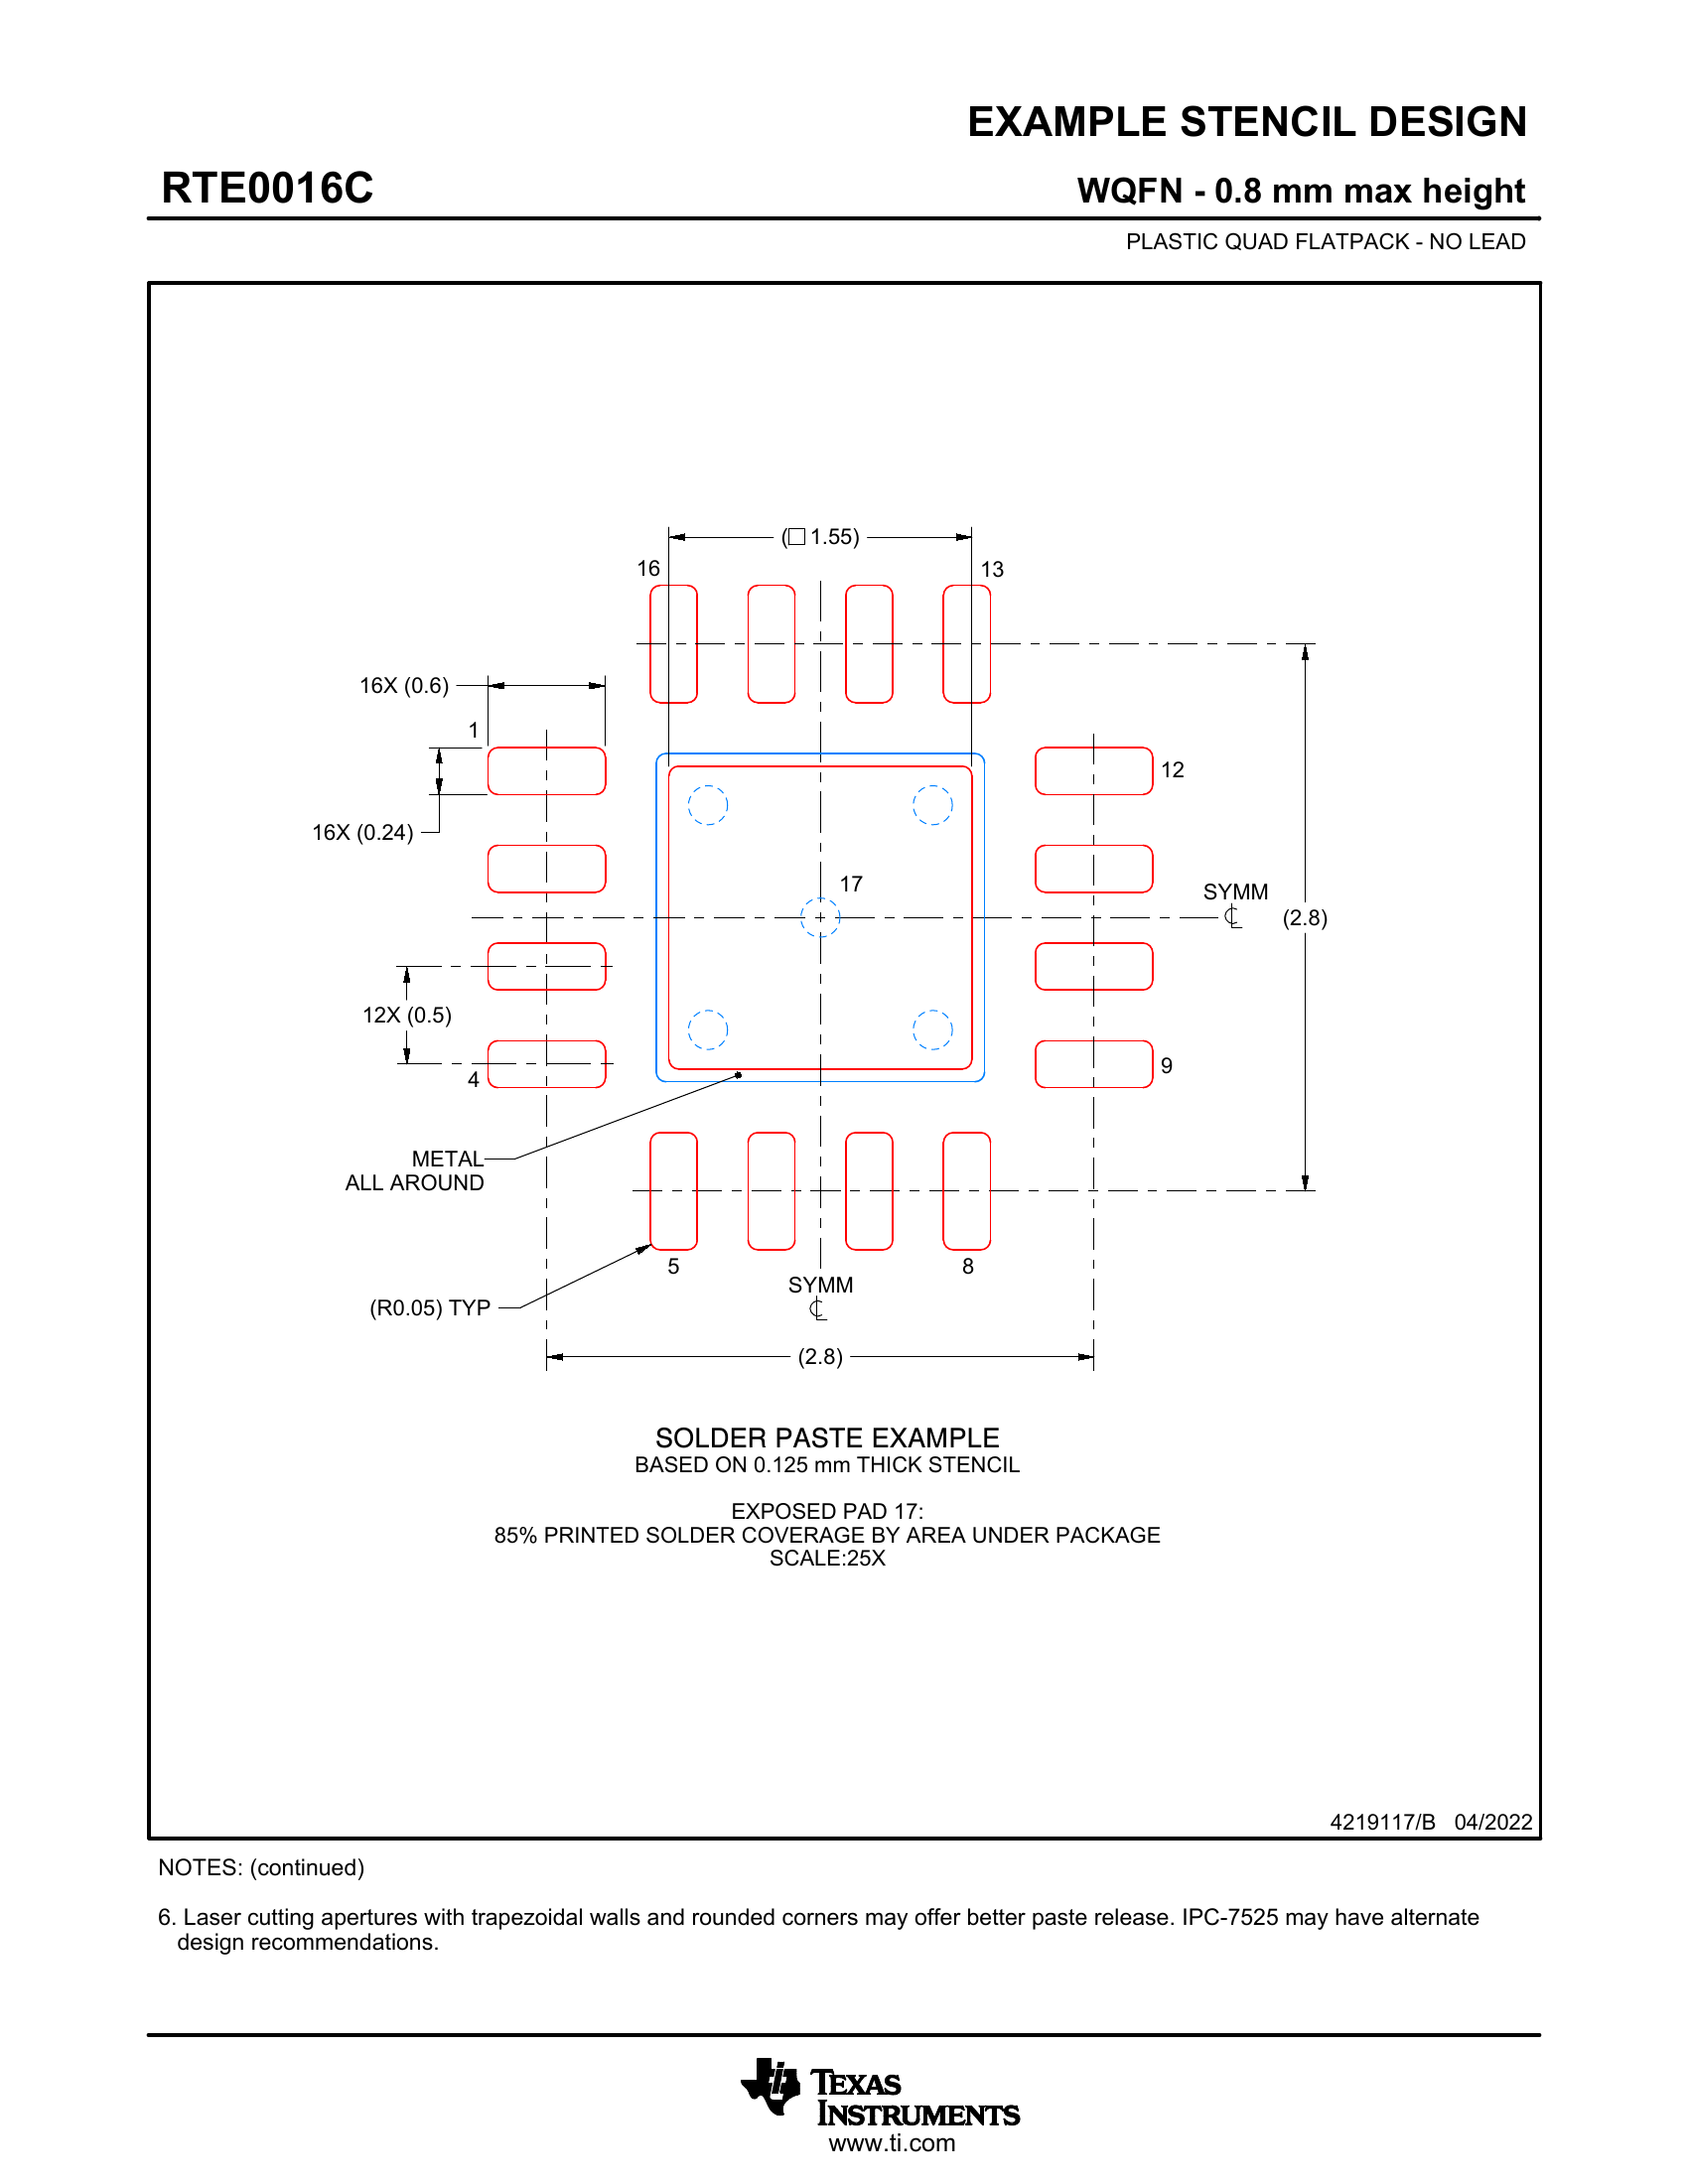 EXAMPLE STENCIL DESIGN
RTE0016C
WQFN - 0.8 mm max height
PLASTIC QUAD FLATPACK - NO LEAD
(□ 1.55)
16
13
16X (0.6)
1
12
16X (0.24)
17
SYMM
℄
(2.8)
12X (0.5)
4
9
METAL
ALL AROUND
5
8
SYMM
℄
(R0.05) TYP
(2.8)
SOLDER PASTE EXAMPLE
BASED ON 0.125 mm THICK STENCIL
EXPOSED PAD 17:
85% PRINTED SOLDER COVERAGE BY AREA UNDER PACKAGE
SCALE:25X
4219117/B 04/2022
NOTES: (continued)
6. Laser cutting apertures with trapezoidal walls and rounded corners may offer better paste release. IPC-7525 may have alternate
design recommendations.
TEXAS
INSTRUMENTS
www.ti.com